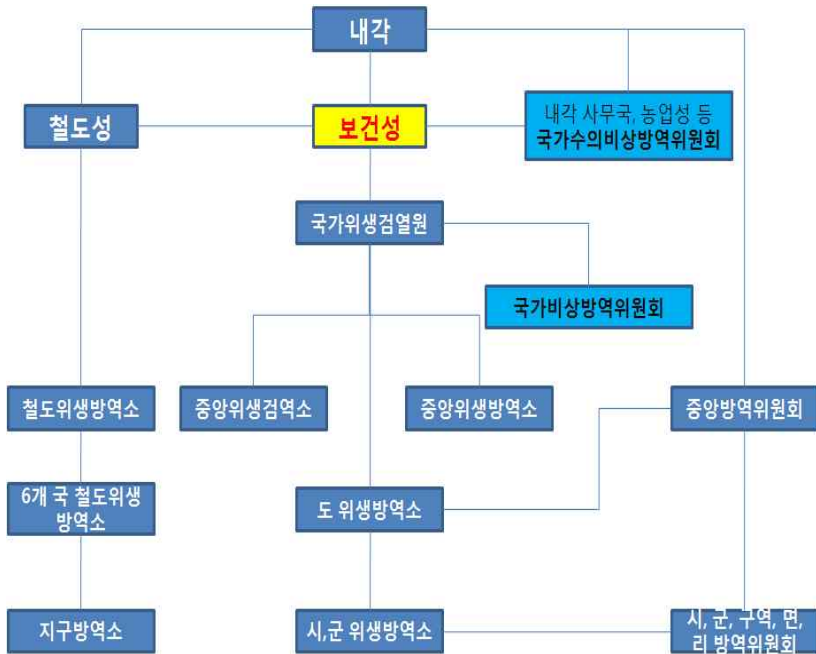 내각
철도성
보건성
내각 사무국, 농업성 등
국가수의비상방역위원회
국가위생검열원
국가비상방역위원회
철도위생방역소
중앙위생검역소
중앙위생방역소
중앙방역위원회
6개 국 철도위생
방역소
도 위생방역소
지구방역소
시,군 위생방역소
시, 군, 구역, 면,
리 방역위원회